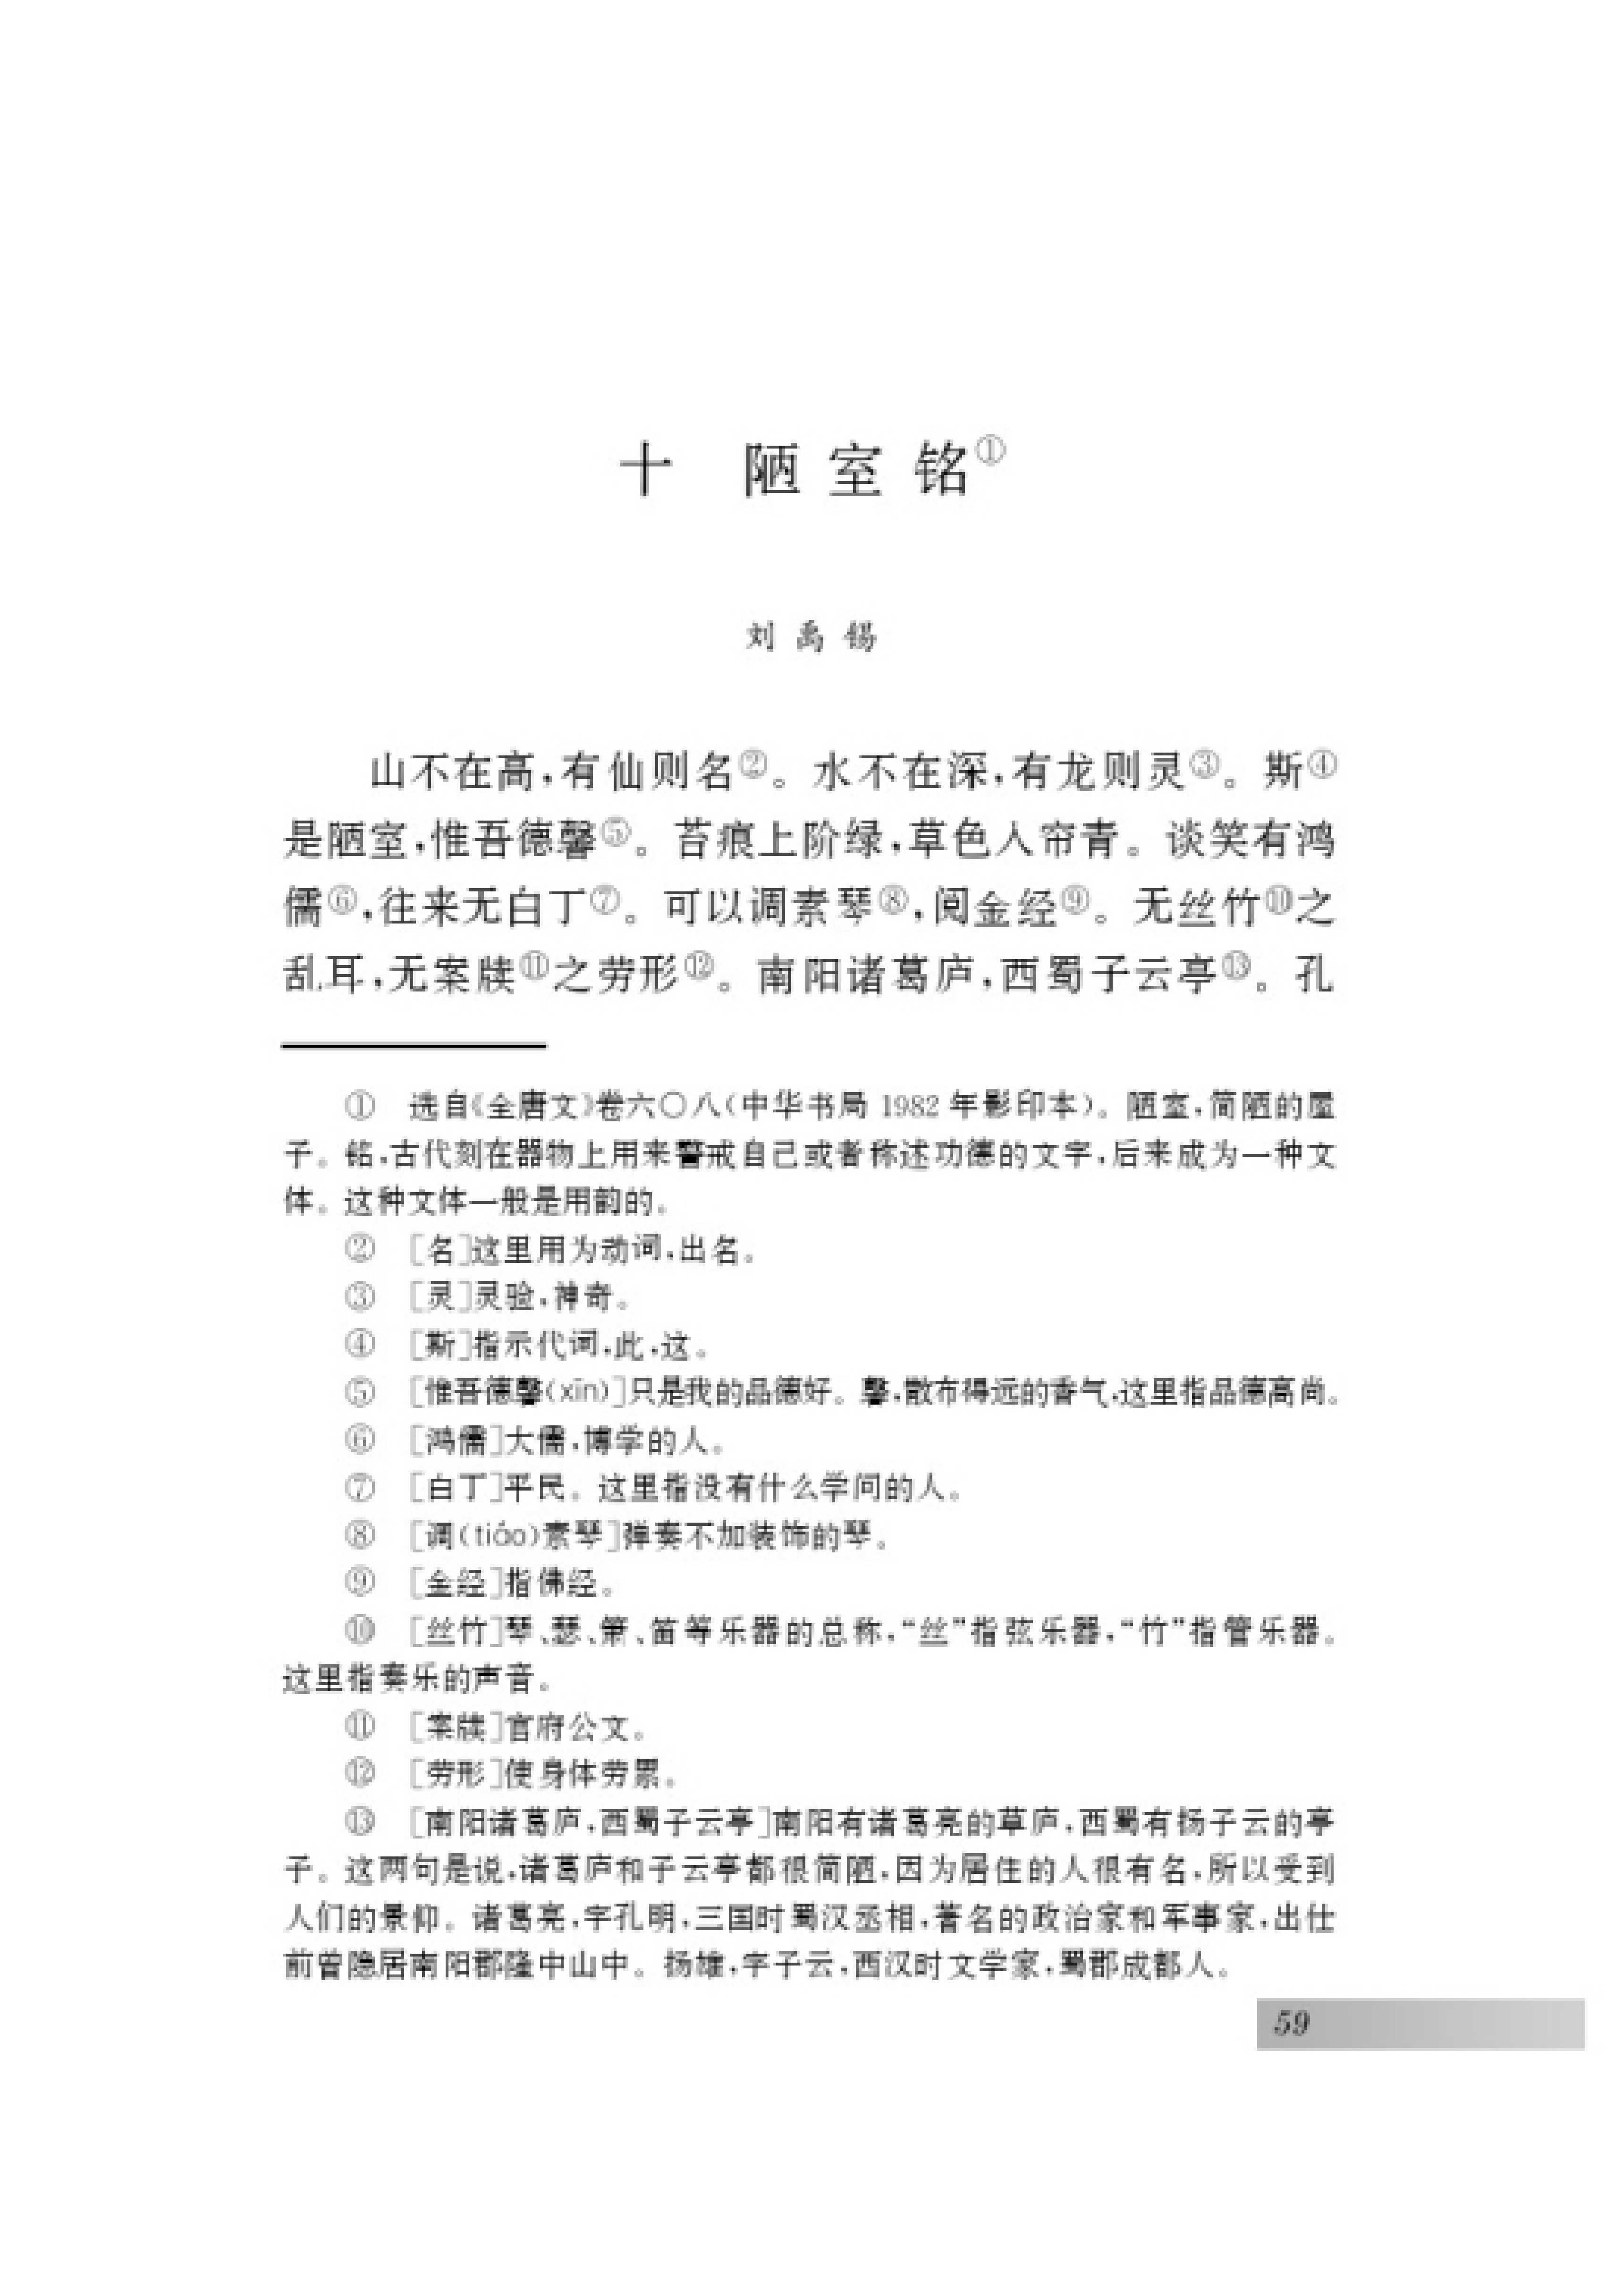 十 陋室铭①
刘禹锡
山不在高，有仙则名②。水不在深，有龙则灵③。斯④
是陋室，惟吾德馨⑤。苔痕上阶绿，草色入帘青。谈笑有鸿
儒⑥，往来无白丁⑦。可以调素琴⑧，阅金经⑨。无丝竹⑩之
乱耳，无案牍⑪之劳形⑫。南阳诸葛庐，西蜀子云亭⑬。孔
① 选自《全唐文》卷六〇八（中华书局 1982 年影印本）。陋室，简陋的屋
子。铭，古代刻在器物上用来警戒自己或者称述功德的文字，后来成为一种文
体。这种文体一般是用韵的。
② ［名］这里用为动词，出名。
③ ［灵］灵验，神奇。
④ ［斯］指示代词，此，这。
⑤ ［惟吾德馨(xīn)］只是我的品德好。馨，散布得远的香气，这里指品德高尚。
⑥ ［鸿儒］大儒，博学的人。
⑦ ［白丁］平民。这里指没有什么学问的人。
⑧ ［调(tiáo)素琴］弹奏不加装饰的琴。
⑨ ［金经］指佛经。
⑩ ［丝竹］琴、瑟、箫、笛等乐器的总称，“丝”指弦乐器，“竹”指管乐器。
这里指奏乐的声音。
⑪ ［案牍］官府公文。
⑫ ［劳形］使身体劳累。
⑬ ［南阳诸葛庐，西蜀子云亭］南阳有诸葛亮的草庐，西蜀有扬子云的亭
子。这两句是说，诸葛庐和子云亭都很简陋，因为居住的人很有名，所以受到
人们的景仰。诸葛亮，字孔明，三国时蜀汉丞相，著名的政治家和军事家，出仕
前曾隐居南阳郡隆中山中。扬雄，字子云，西汉时文学家，蜀郡成都人。
59